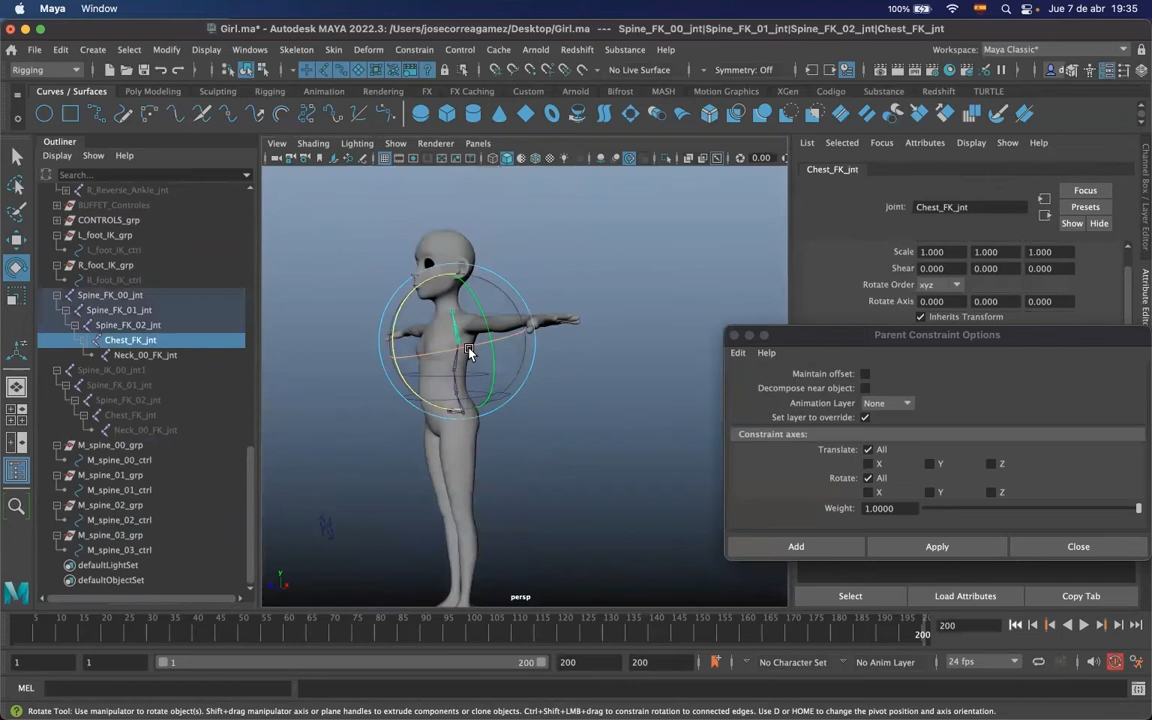 Maya Window 100% Jue 7 de abr 19:35
Girl.ma* - Autodesk MAYA 2022.3: /Users/josecorreagamez/Desktop/Girl.ma --- Spine_FK_00_jnt|Spine_FK_01_jnt|Spine_FK_02_jnt|Chest_FK_jnt
File Edit Create Select Modify Display Windows Skeleton Skin Deform Constrain Control Cache Arnold Redshift Substance Help
Workspace: Maya Classic*
Rigging No Live Surface Symmetry: Off
Curves / Surfaces Poly Modeling Sculpting Rigging Animation Rendering FX FX Caching Custom Arnold Bifrost MASH Motion Graphics XGen Codigo Substance Redshift TURTLE
Outliner
Display Show Help
Search...
R_Reverse_Ankle_jnt
BUFFET_Controles
CONTROLS_grp
L_foot_IK_grp
L_foot_IK_ctrl
R_foot_IK_grp
R_foot_IK_ctrl
Spine_FK_00_jnt
Spine_FK_01_jnt
Spine_FK_02_jnt
Chest_FK_jnt
Neck_00_FK_jnt
Spine_IK_00_jnt1
Spine_FK_01_jnt
Spine_FK_02_jnt
Chest_FK_jnt
Neck_00_FK_jnt
M_spine_00_grp
M_spine_00_ctrl
M_spine_01_grp
M_spine_01_ctrl
M_spine_02_grp
M_spine_02_ctrl
M_spine_03_grp
M_spine_03_ctrl
defaultLightSet
defaultObjectSet
View Shading Lighting Show Renderer Panels
0.00
persp
List Selected Focus Attributes Display Show Help
Chest_FK_jnt
Focus
joint: Chest_FK_jnt Presets
Show Hide
Scale 1.000 1.000 1.000
Shear 0.000 0.000 0.000
Rotate Order xyz
Rotate Axis 0.000 0.000 0.000
Inherits Transform
Channel Box / Layer Editor
Attribute Editor
Parent Constraint Options
Edit Help
Maintain offset:
Decompose near object:
Animation Layer None
Set layer to override:
Constraint axes:
Translate: All
X Y Z
Rotate: All
X Y Z
Weight: 1.0000
Add Apply Close
Select Load Attributes Copy Tab
5 10 15 20 25 30 35 40 45 50 55 60 65 70 75 80 85 90 95 100 105 110 115 120 125 130 135 140 145 150 155 160 165 170 175 180 185 190 195 200
200
1 1 1 200 200 200 No Character Set No Anim Layer 24 fps
MEL
Rotate Tool: Use manipulator to rotate object(s). Shift+drag manipulator axis or plane handles to extrude components or clone objects. Use Ctrl+Shift+LMB+drag to constrain rotation to connected edges. Use D or HOME to change the pivot position and axis orientation.